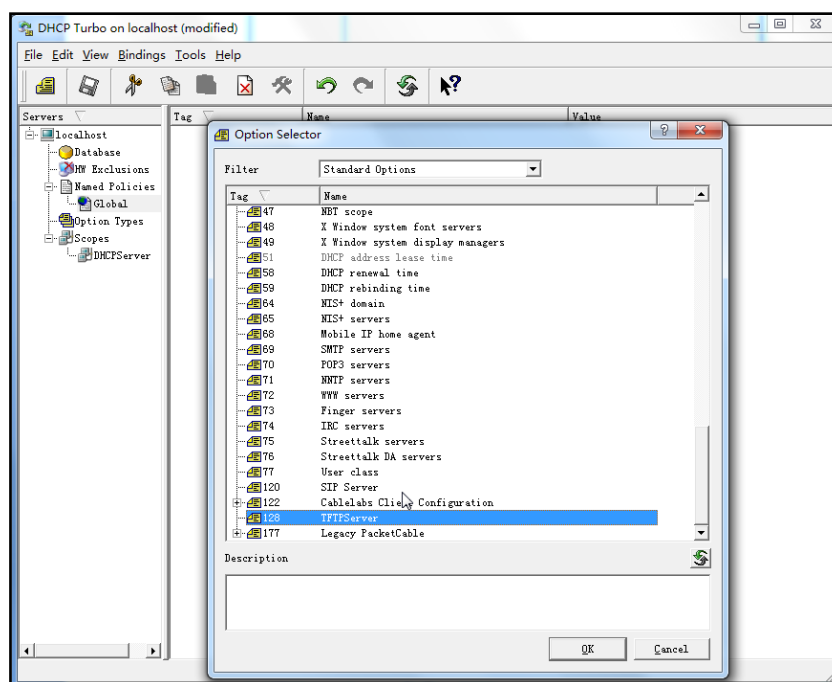 DHCP Turbo on localhost (modified)
File Edit View Bindings Tools Help
Servers Tag Name Value
localhost
Database
HW Exclusions
Named Policies
Global
Option Types
Scopes
DHCPServer
Option Selector
Filter Standard Options
Tag Name
47 NBT scope
48 X Window system font servers
49 X Window system display managers
51 DHCP address lease time
58 DHCP renewal time
59 DHCP rebinding time
64 NIS+ domain
65 NIS+ servers
68 Mobile IP home agent
69 SMTP servers
70 POP3 servers
71 NNTP servers
72 WWW servers
73 Finger servers
74 IRC servers
75 Streettalk servers
76 Streettalk DA servers
77 User class
120 SIP Server
122 Cablelabs Client Configuration
128 TFTPServer
177 Legacy PacketCable
Description
OK Cancel